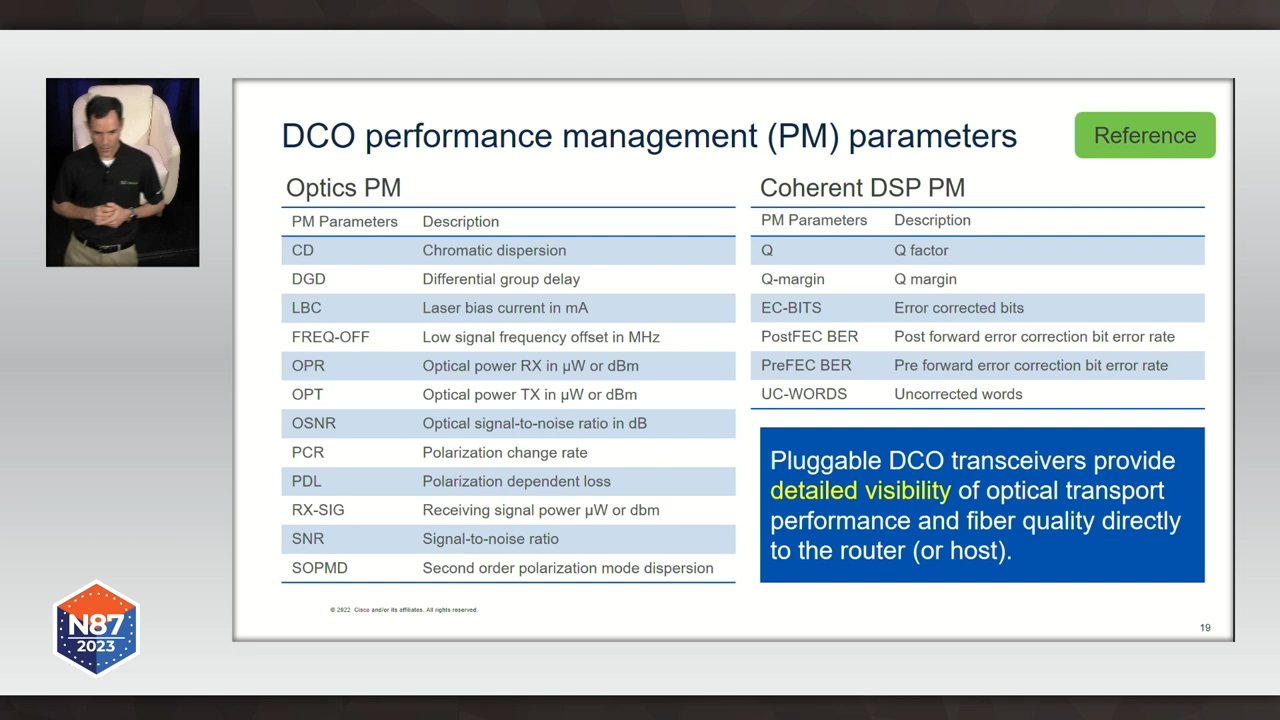 DCO performance management (PM) parameters
Reference
Optics PM
PM Parameters Description
CD Chromatic dispersion
DGD Differential group delay
LBC Laser bias current in mA
FREQ-OFF Low signal frequency offset in MHz
OPR Optical power RX in µW or dBm
OPT Optical power TX in µW or dBm
OSNR Optical signal-to-noise ratio in dB
PCR Polarization change rate
PDL Polarization dependent loss
RX-SIG Receiving signal power µW or dbm
SNR Signal-to-noise ratio
SOPMD Second order polarization mode dispersion
Coherent DSP PM
PM Parameters Description
Q Q factor
Q-margin Q margin
EC-BITS Error corrected bits
PostFEC BER Post forward error correction bit error rate
PreFEC BER Pre forward error correction bit error rate
UC-WORDS Uncorrected words
Pluggable DCO transceivers provide
detailed visibility of optical transport
performance and fiber quality directly
to the router (or host).
© 2022 Cisco and/or its affiliates. All rights reserved.
19
N87
2023